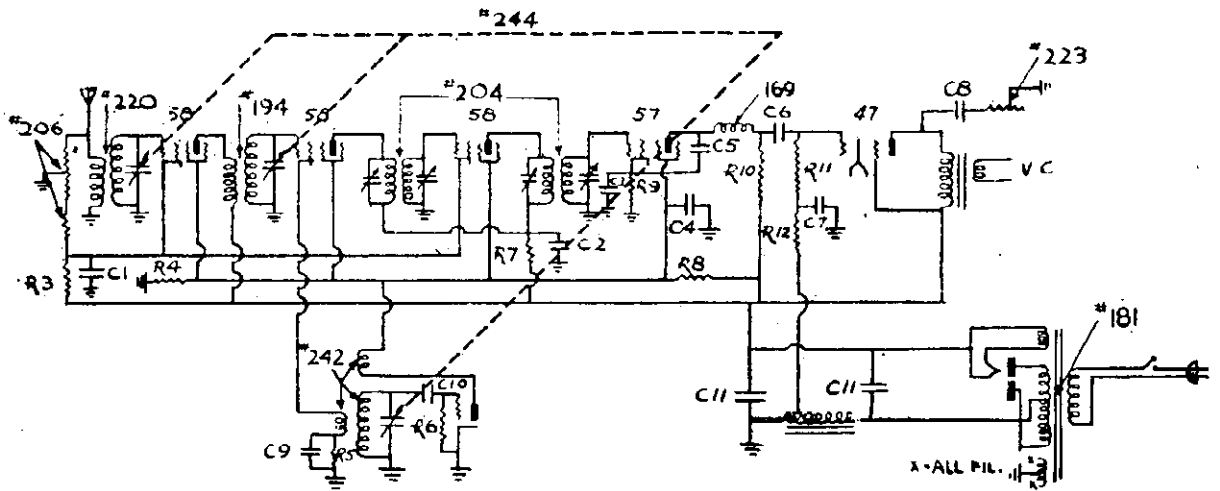 #244
#220
58
#194
58
#204
58
57
169
C6
47
C8
#223
#206
C5
R9
R10
R11
VC
C4
C7
R12
C2
R7
R3
C1
R4
R8
#242
C10
C11
C11
#181
C9
R5
R6
X-ALL FIL.
X
X